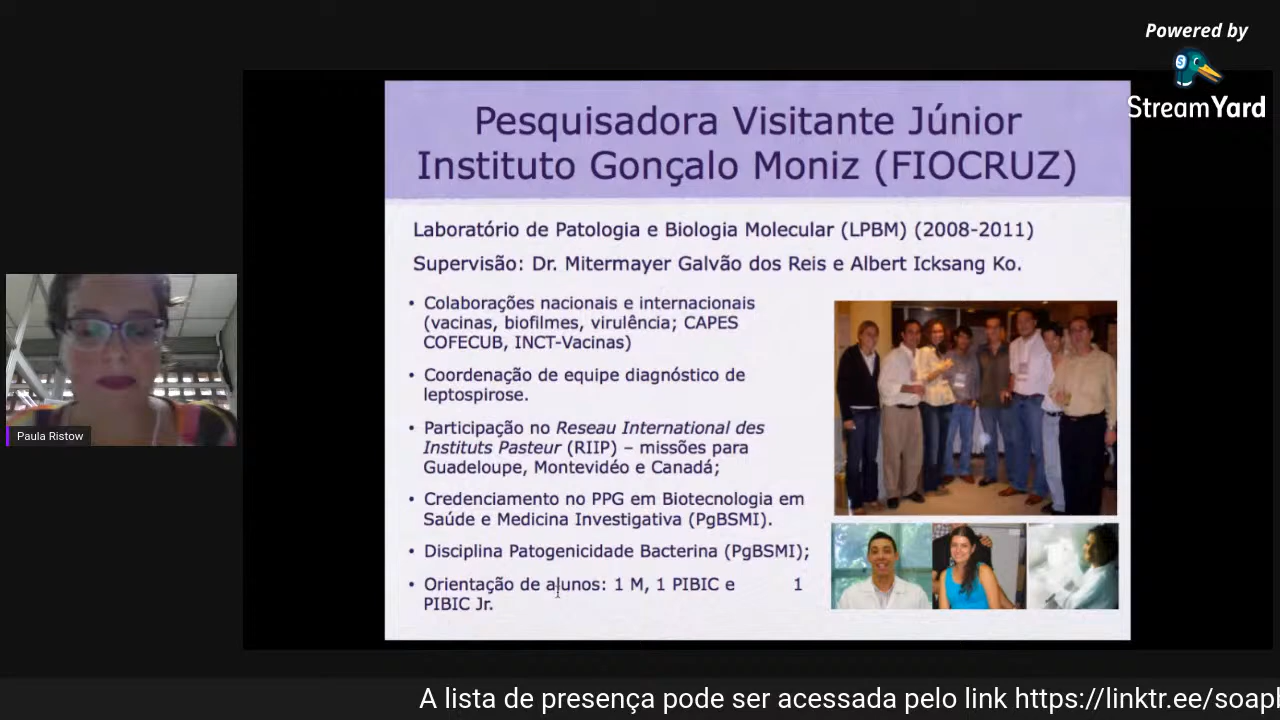 Powered by
StreamYard
Pesquisadora Visitante Júnior
Instituto Gonçalo Moniz (FIOCRUZ)
Laboratório de Patologia e Biologia Molecular (LPBM) (2008-2011)
Supervisão: Dr. Mitermayer Galvão dos Reis e Albert Icksang Ko.
• Colaborações nacionais e internacionais
(vacinas, biofilmes, virulência; CAPES
COFECUB, INCT-Vacinas)
• Coordenação de equipe diagnóstico de
leptospirose.
• Participação no Reseau International des
Instituts Pasteur (RIIP) – missões para
Guadeloupe, Montevidéo e Canadá;
• Credenciamento no PPG em Biotecnologia em
Saúde e Medicina Investigativa (PgBSMI).
• Disciplina Patogenicidade Bacterina (PgBSMI);
• Orientação de alunos: 1 M, 1 PIBIC e 1
PIBIC Jr.
Paula Ristow
A lista de presença pode ser acessada pelo link https://linktr.ee/soap